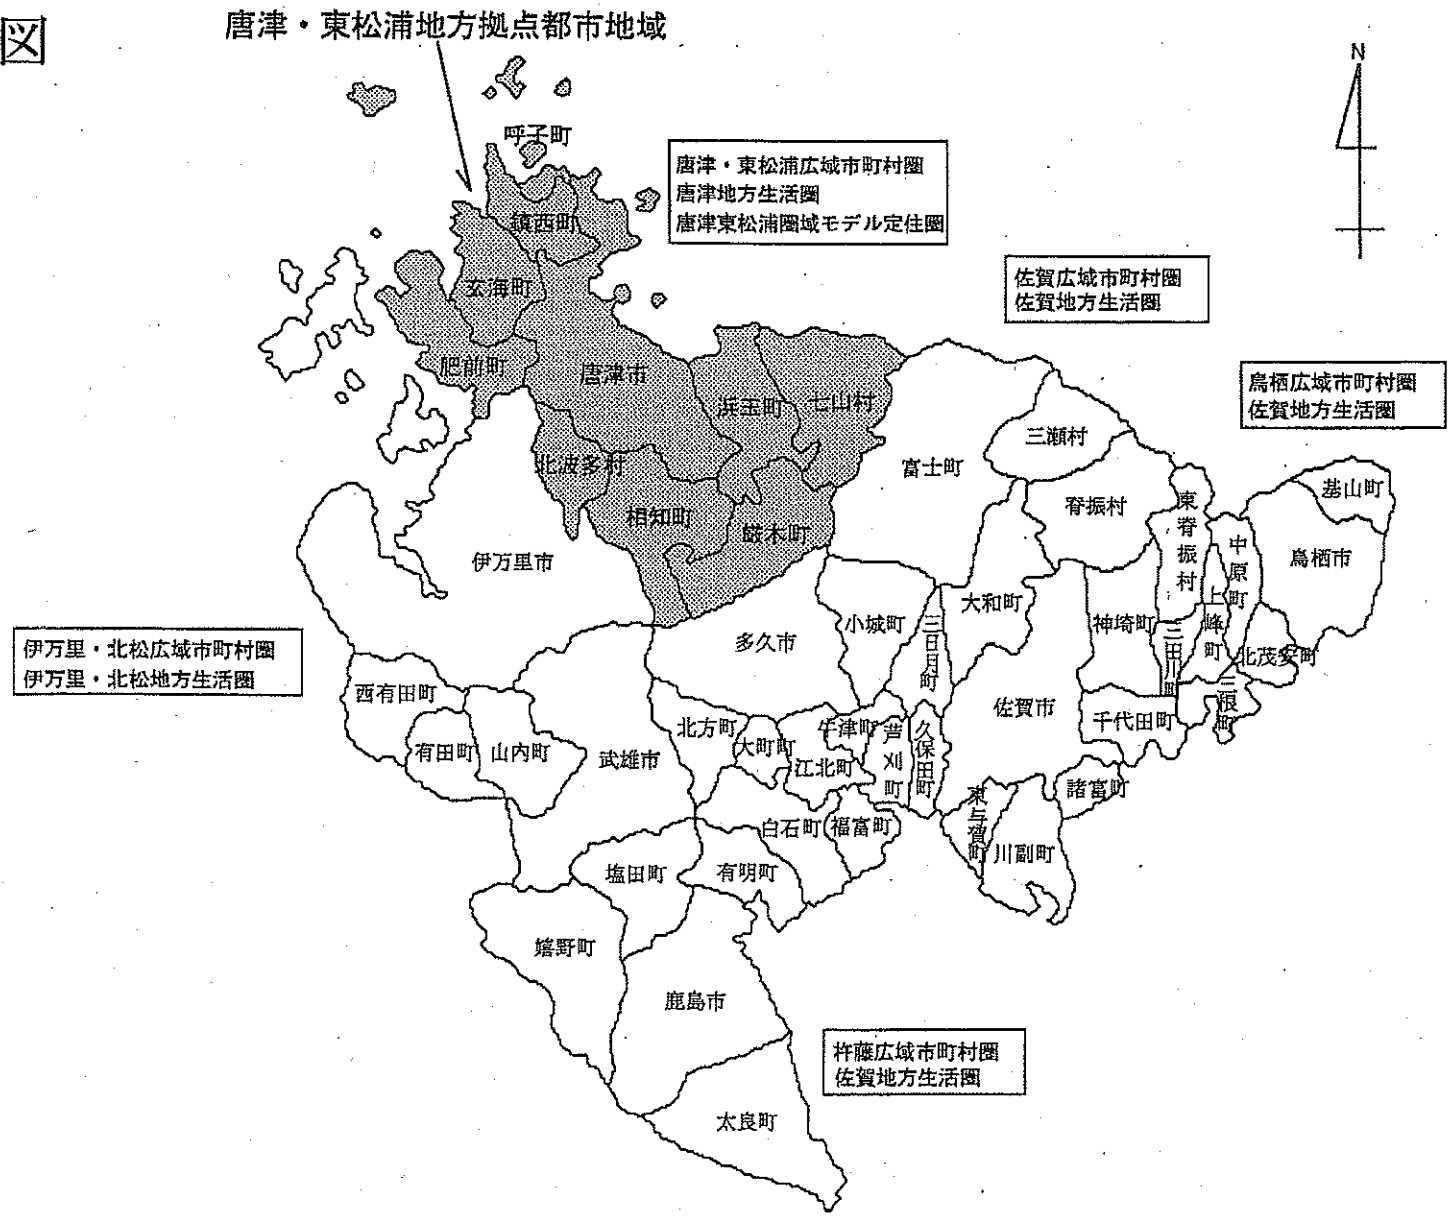 図
唐津・東松浦地方拠点都市地域
N
呼子町
唐津・東松浦広域市町村圏
唐津地方生活圏
唐津東松浦圏域モデル定住圏
鎮西町
玄海町
佐賀広域市町村圏
佐賀地方生活圏
肥前町
唐津市
浜玉町
七山村
鳥栖広域市町村圏
佐賀地方生活圏
三瀬村
富士町
北波多村
相知町
厳木町
脊振村
東脊振村
基山町
中原町
鳥栖市
伊万里市
大和町
上峰町
小城町
三日月町
神埼町
三田川町
多久市
北茂安町
伊万里・北松広域市町村圏
伊万里・北松地方生活圏
西有田町
三根町
佐賀市
千代田町
北方町
牛津町
芦刈町
久保田町
有田町
山内町
武雄市
大町町
江北町
諸富町
白石町
福富町
東与賀町
川副町
塩田町
有明町
嬉野町
鹿島市
杵藤広域市町村圏
佐賀地方生活圏
太良町